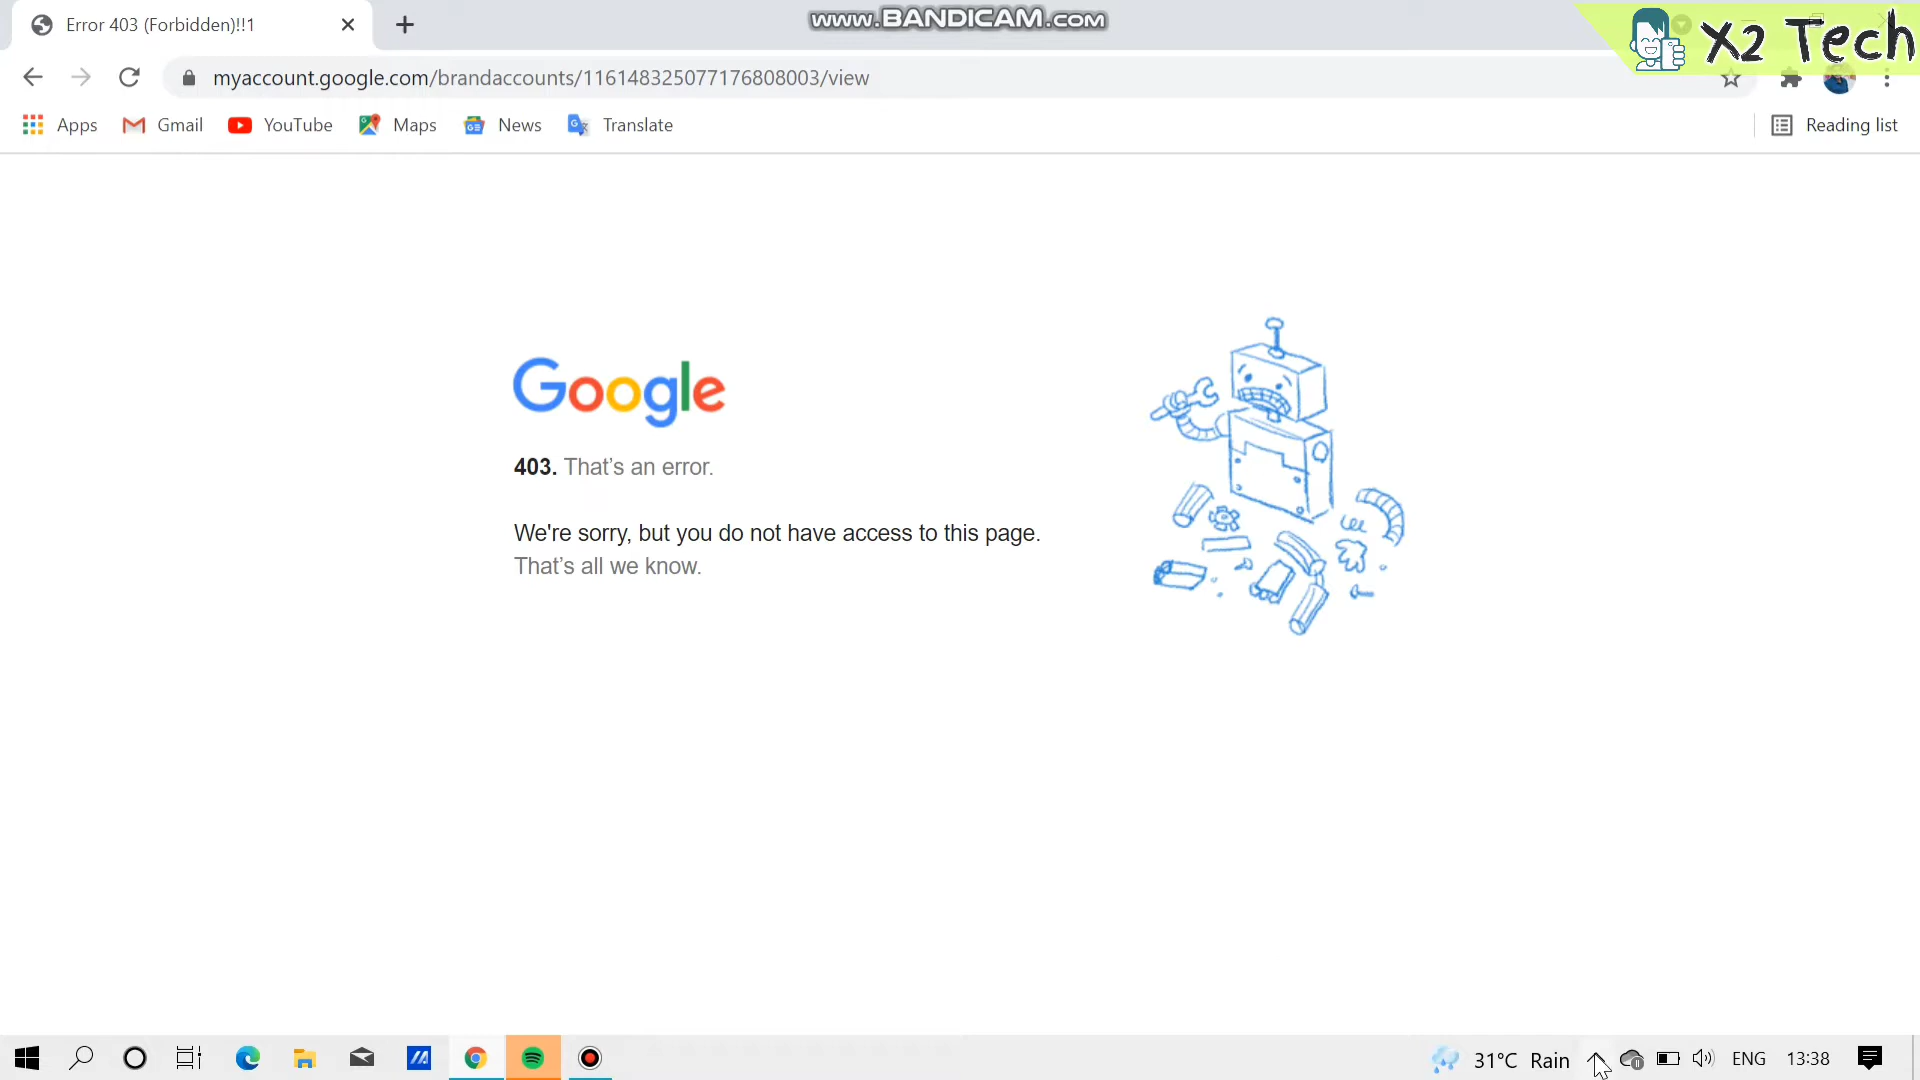 Error 403 (Forbidden)!!1
www.BANDICAM.com
X2 Tech
myaccount.google.com/brandaccounts/116148325077176808003/view
Apps
Gmail
YouTube
Maps
News
Translate
Reading list
Google
403. That’s an error.
We're sorry, but you do not have access to this page.
That’s all we know.
31°C Rain
ENG
13:38